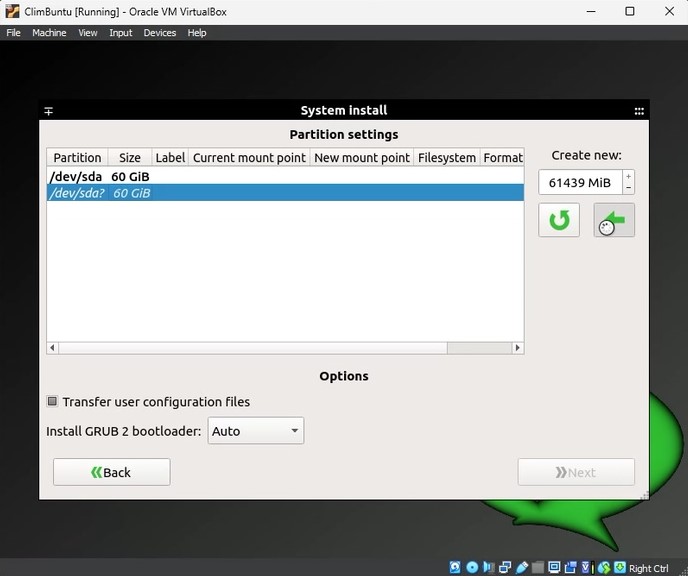 ClimBuntu [Running] - Oracle VM VirtualBox
File Machine View Input Devices Help
System install
Partition settings
Partition Size Label Current mount point New mount point Filesystem Format
/dev/sda 60 GiB
/dev/sda? 60 GiB
Create new:
61439 MiB
Options
Transfer user configuration files
Install GRUB 2 bootloader: Auto
Back
Next
Right Ctrl